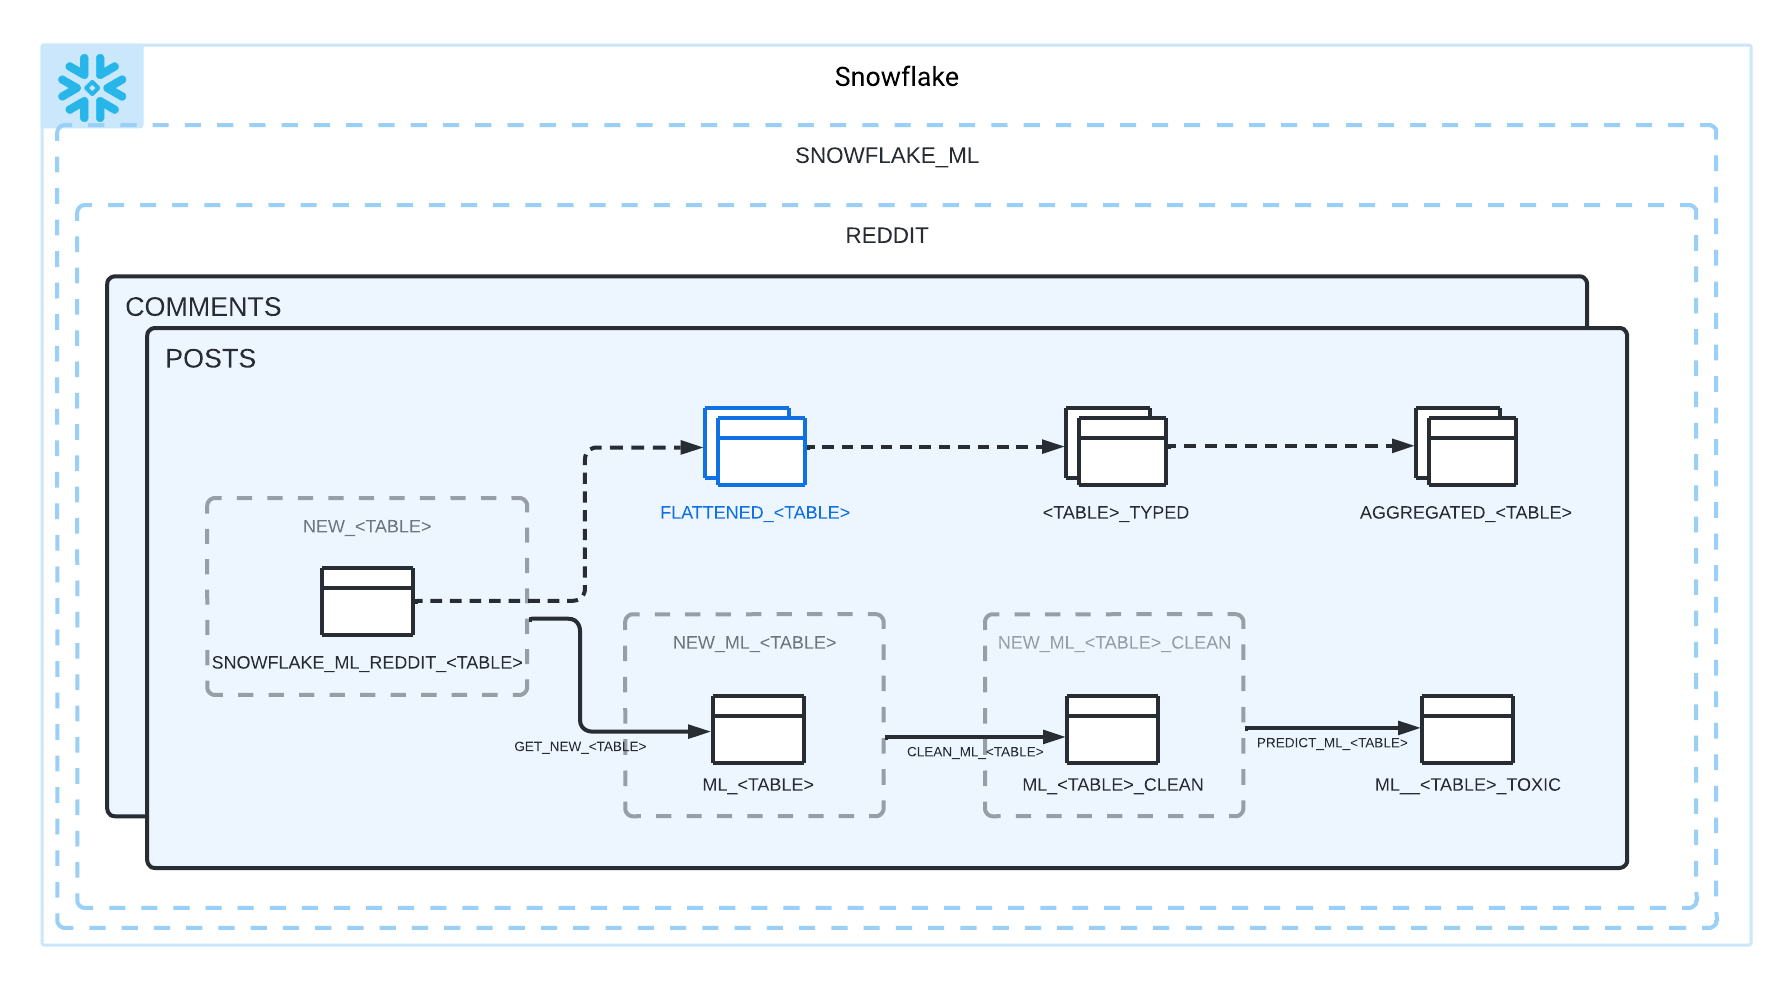 Snowflake
SNOWFLAKE_ML
REDDIT
COMMENTS
POSTS
FLATTENED_<TABLE>
<TABLE>_TYPED
AGGREGATED_<TABLE>
NEW_<TABLE>
SNOWFLAKE_ML_REDDIT_<TABLE>
GET_NEW_<TABLE>
NEW_ML_<TABLE>
ML_<TABLE>
CLEAN_ML_<TABLE>
NEW_ML_<TABLE>_CLEAN
ML_<TABLE>_CLEAN
PREDICT_ML_<TABLE>
ML__<TABLE>_TOXIC